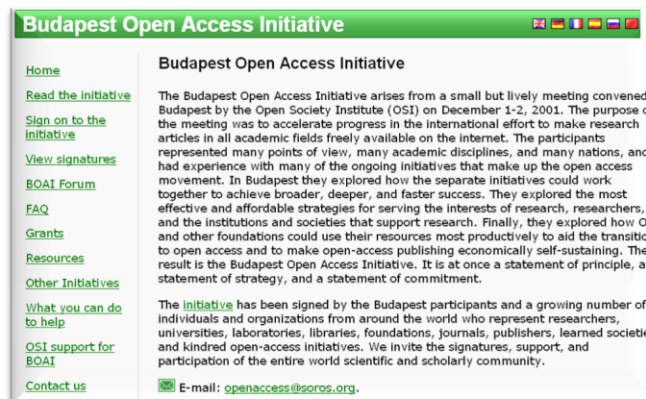 Budapest Open Access Initiative
Home
Read the initiative
Sign on to the
initiative
View signatures
BOAI Forum
FAQ
Grants
Resources
Other Initiatives
What you can do
to help
OSI support for
BOAI
Contact us
Budapest Open Access Initiative
The Budapest Open Access Initiative arises from a small but lively meeting convened
Budapest by the Open Society Institute (OSI) on December 1-2, 2001. The purpose
the meeting was to accelerate progress in the international effort to make research
articles in all academic fields freely available on the internet. The participants
represented many points of view, many academic disciplines, and many nations, and
had experience with many of the ongoing initiatives that make up the open access
movement. In Budapest they explored how the separate initiatives could work
together to achieve broader, deeper, and faster success. They explored the most
effective and affordable strategies for serving the interests of research, researchers,
and the institutions and societies that support research. Finally, they explored how O
and other foundations could use their resources most productively to aid the transitio
to open access and to make open-access publishing economically self-sustaining. The
result is the Budapest Open Access Initiative. It is at once a statement of principle, a
statement of strategy, and a statement of commitment.
The initiative has been signed by the Budapest participants and a growing number of
individuals and organizations from around the world who represent researchers,
universities, laboratories, libraries, foundations, journals, publishers, learned societie
and kindred open-access initiatives. We invite the signatures, support, and
participation of the entire world scientific and scholarly community.
E-mail: openaccess@soros.org.